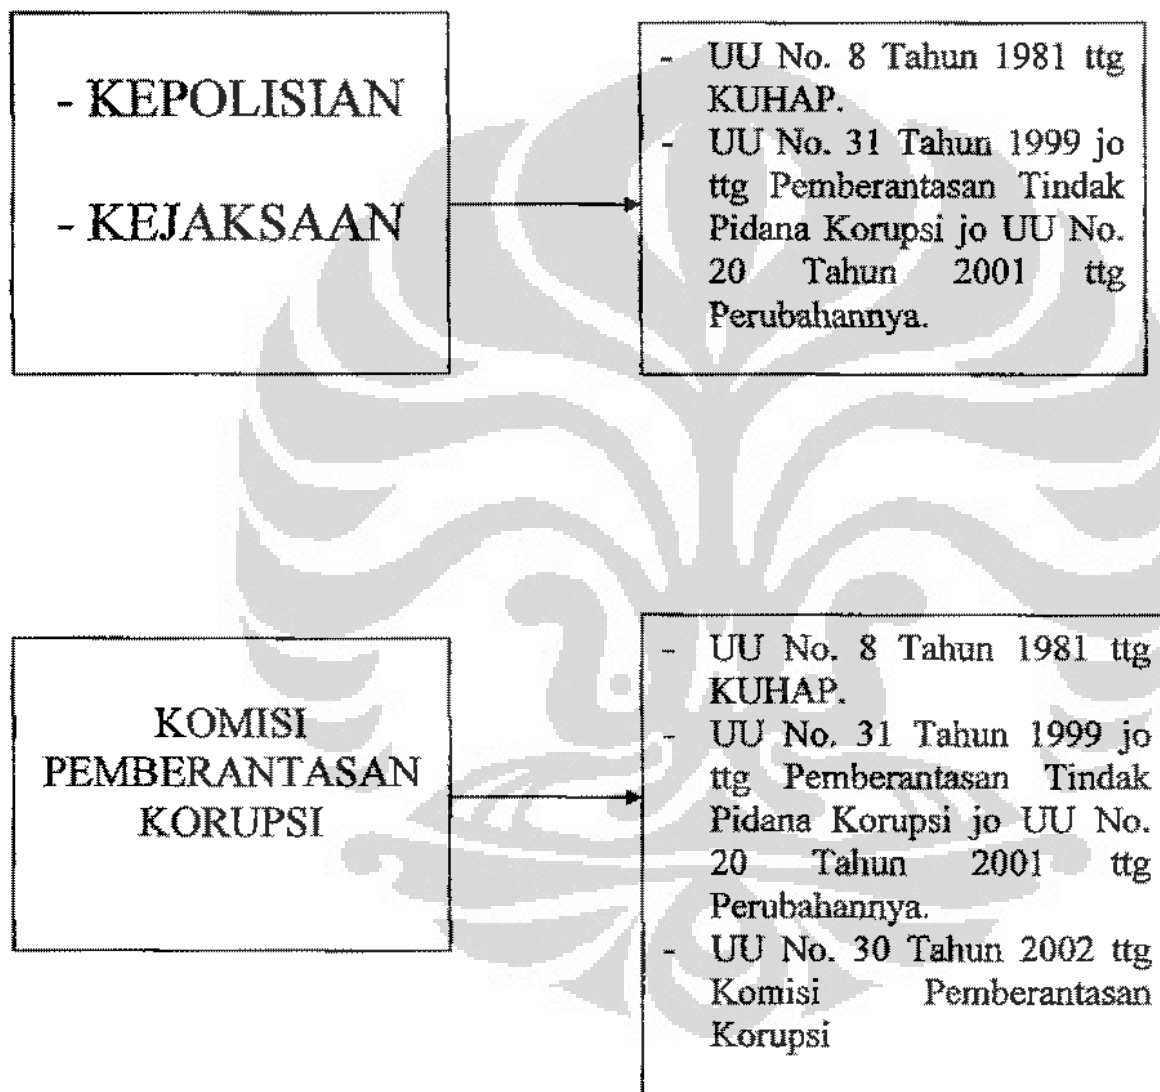 - KEPOLISIAN
- KEJAKSAAN
- UU No. 8 Tahun 1981 ttg
KUHAP.
- UU No. 31 Tahun 1999 jo
ttg Pemberantasan Tindak
Pidana Korupsi jo UU No.
20 Tahun 2001 ttg
Perubahannya.
KOMISI
PEMBERANTASAN
KORUPSI
- UU No. 8 Tahun 1981 ttg
KUHAP.
- UU No. 31 Tahun 1999 jo
ttg Pemberantasan Tindak
Pidana Korupsi jo UU No.
20 Tahun 2001 ttg
Perubahannya.
- UU No. 30 Tahun 2002 ttg
Komisi Pemberantasan
Korupsi